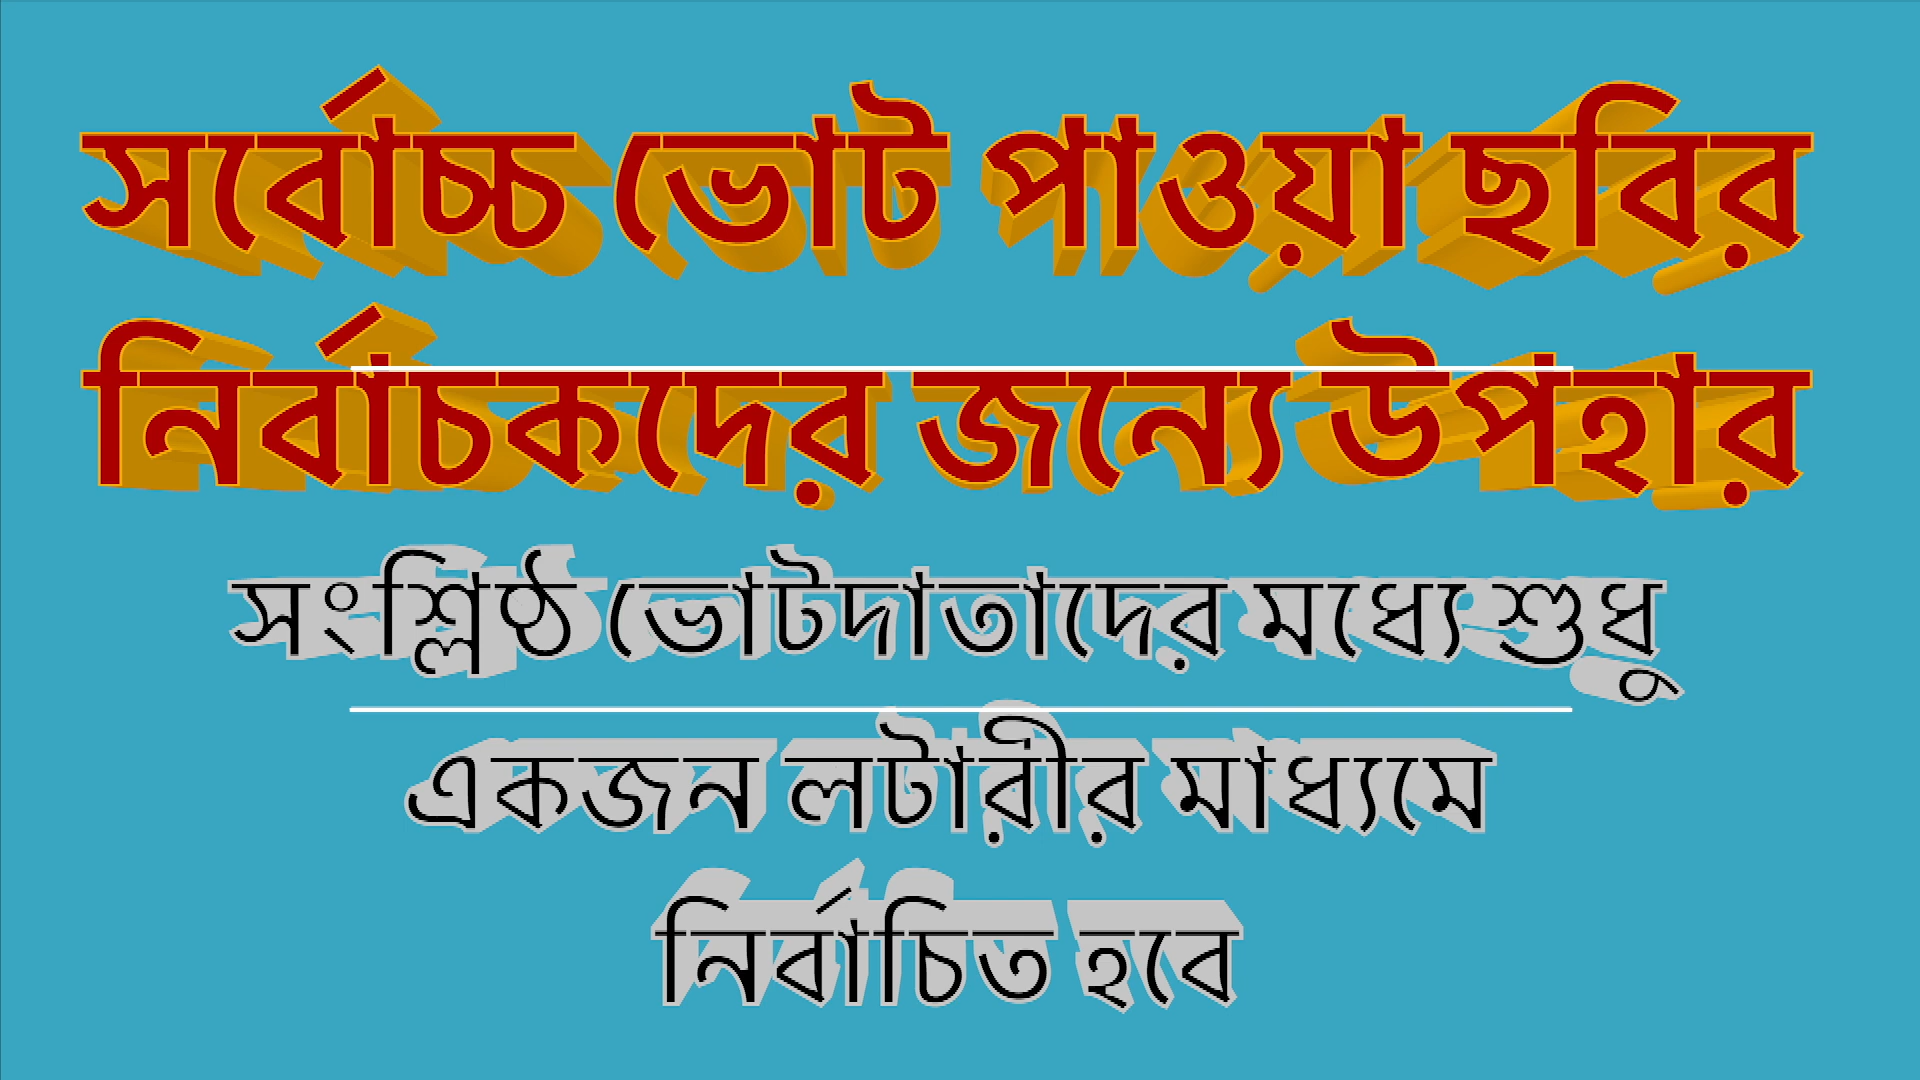 সর্বোচ্চ ভোট পাওয়া ছবির
নির্বাচকদের জন্যে উপহার
সংশ্লিষ্ঠ ভোটদাতাদের মধ্যে শুধু
একজন লটারীর মাধ্যমে
নির্বাচিত হবে